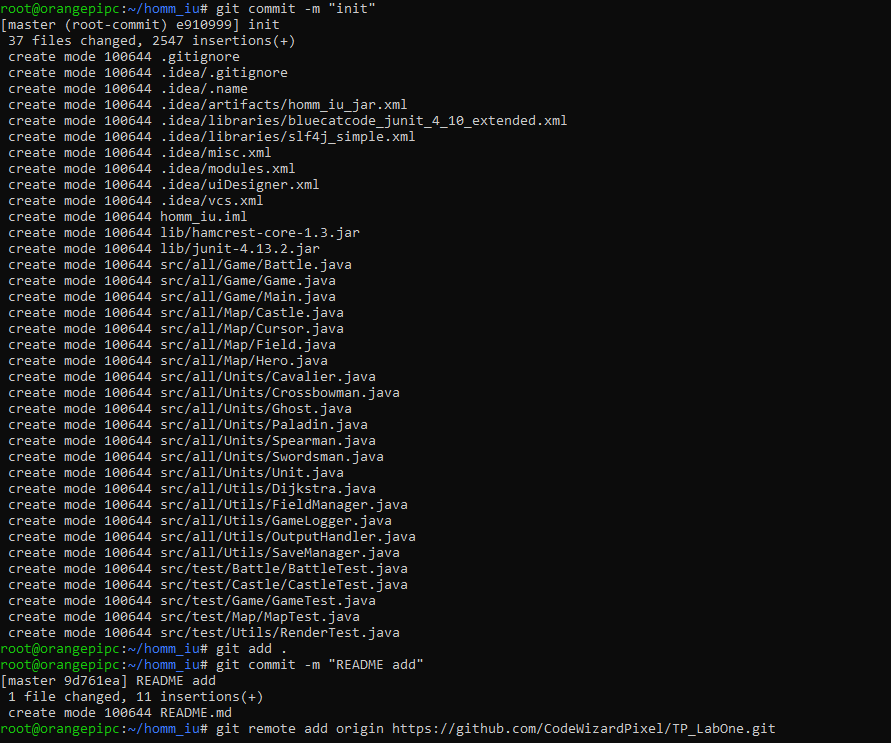 root@orangepipc:~/homm_iu# git commit -m "init"
[master (root-commit) e910999] init
 37 files changed, 2547 insertions(+)
 create mode 100644 .gitignore
 create mode 100644 .idea/.gitignore
 create mode 100644 .idea/.name
 create mode 100644 .idea/artifacts/homm_iu_jar.xml
 create mode 100644 .idea/libraries/bluecatcode_junit_4_10_extended.xml
 create mode 100644 .idea/libraries/slf4j_simple.xml
 create mode 100644 .idea/misc.xml
 create mode 100644 .idea/modules.xml
 create mode 100644 .idea/uiDesigner.xml
 create mode 100644 .idea/vcs.xml
 create mode 100644 homm_iu.iml
 create mode 100644 lib/hamcrest-core-1.3.jar
 create mode 100644 lib/junit-4.13.2.jar
 create mode 100644 src/all/Game/Battle.java
 create mode 100644 src/all/Game/Game.java
 create mode 100644 src/all/Game/Main.java
 create mode 100644 src/all/Map/Castle.java
 create mode 100644 src/all/Map/Cursor.java
 create mode 100644 src/all/Map/Field.java
 create mode 100644 src/all/Map/Hero.java
 create mode 100644 src/all/Units/Cavalier.java
 create mode 100644 src/all/Units/Crossbowman.java
 create mode 100644 src/all/Units/Ghost.java
 create mode 100644 src/all/Units/Paladin.java
 create mode 100644 src/all/Units/Spearman.java
 create mode 100644 src/all/Units/Swordsman.java
 create mode 100644 src/all/Units/Unit.java
 create mode 100644 src/all/Utils/Dijkstra.java
 create mode 100644 src/all/Utils/FieldManager.java
 create mode 100644 src/all/Utils/GameLogger.java
 create mode 100644 src/all/Utils/OutputHandler.java
 create mode 100644 src/all/Utils/SaveManager.java
 create mode 100644 src/test/Battle/BattleTest.java
 create mode 100644 src/test/Castle/CastleTest.java
 create mode 100644 src/test/Game/GameTest.java
 create mode 100644 src/test/Map/MapTest.java
 create mode 100644 src/test/Utils/RenderTest.java
root@orangepipc:~/homm_iu# git add .
root@orangepipc:~/homm_iu# git commit -m "README add"
[master 9d761ea] README add
 1 file changed, 11 insertions(+)
 create mode 100644 README.md
root@orangepipc:~/homm_iu# git remote add origin https://github.com/CodeWizardPixel/TP_LabOne.git